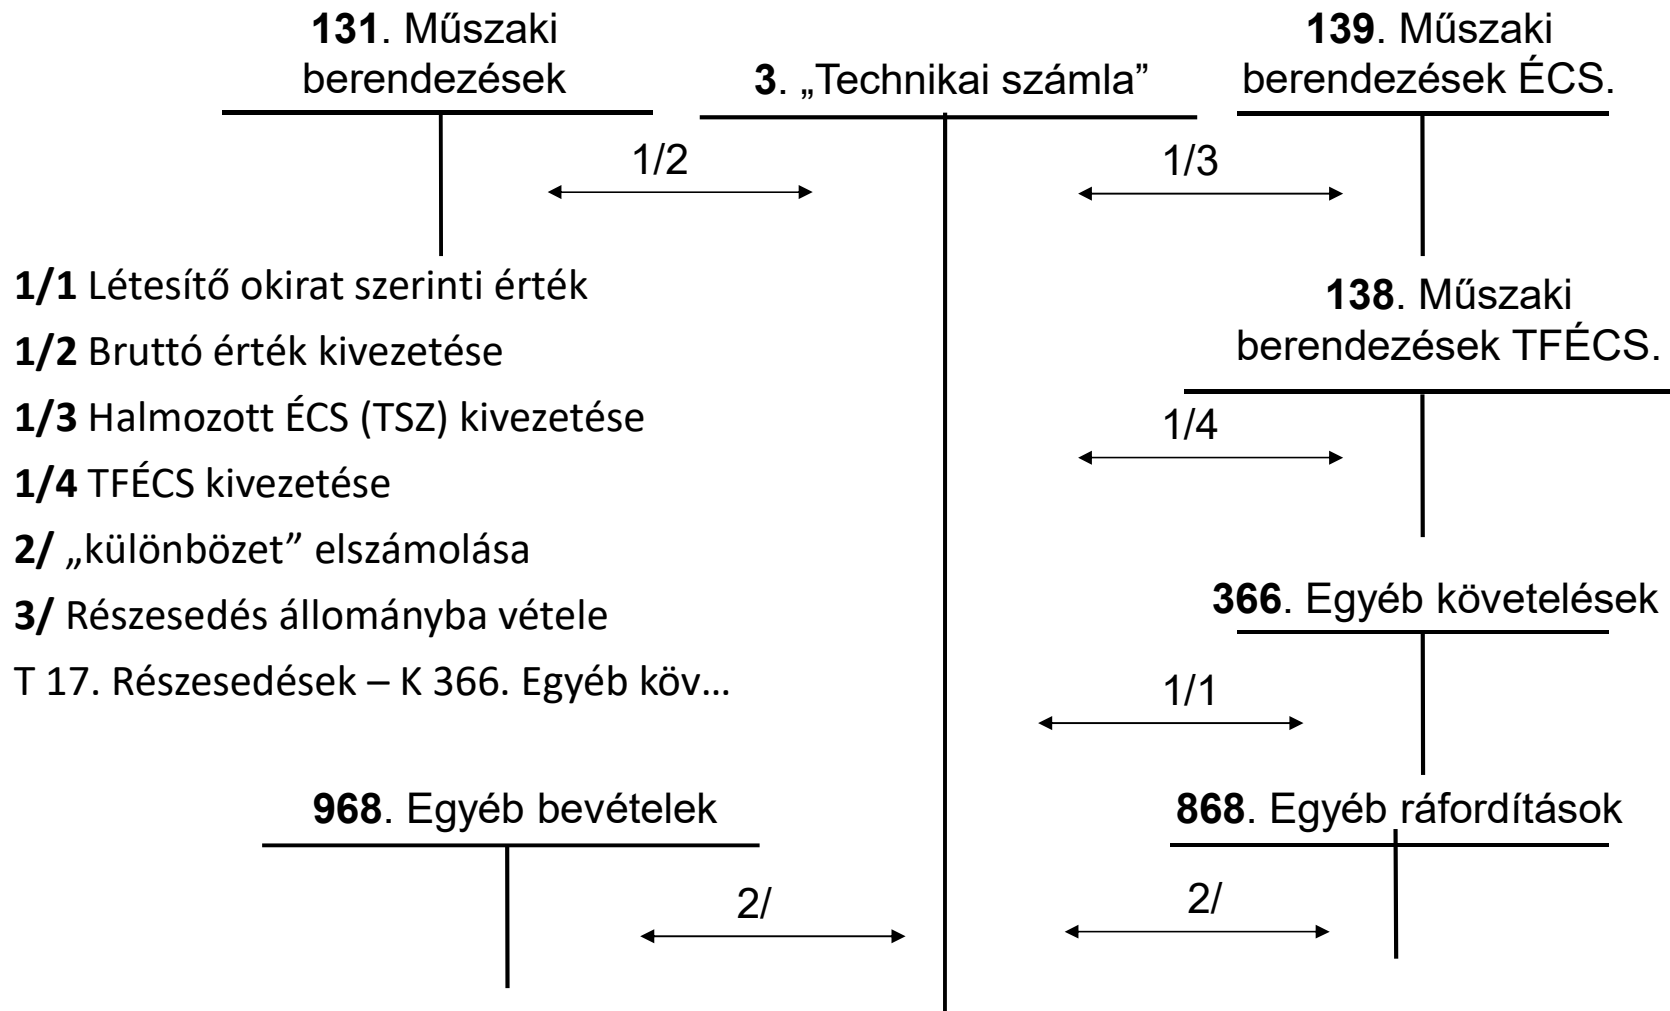 131. Műszaki
berendezések
3. „Technikai számla”
139. Műszaki
berendezések ÉCS.
1/2
1/3
1/1 Létesítő okirat szerinti érték
1/2 Bruttó érték kivezetése
1/3 Halmozott ÉCS (TSZ) kivezetése
1/4 TFÉCS kivezetése
2/ „különbözet” elszámolása
3/ Részesedés állományba vétele
T 17. Részesedések – K 366. Egyéb köv…
138. Műszaki
berendezések TFÉCS.
1/4
366. Egyéb követelések
1/1
968. Egyéb bevételek
868. Egyéb ráfordítások
2/
2/